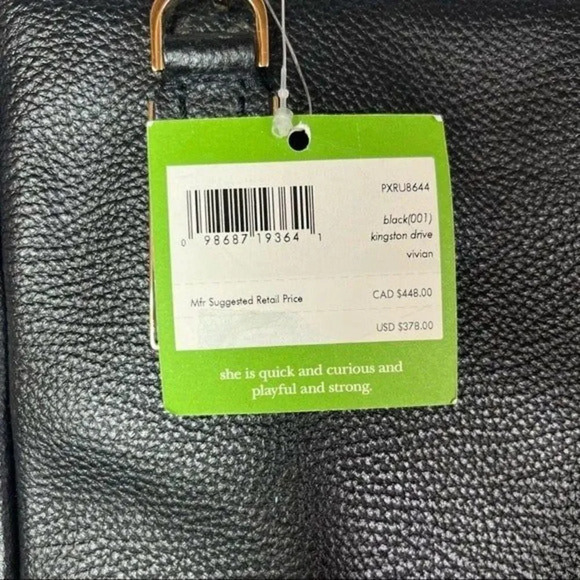 PXRU8644
0 98687 19364 1
black(001)
kingston drive
vivian
Mfr Suggested Retail Price CAD $448.00
USD $378.00
she is quick and curious and
playful and strong.